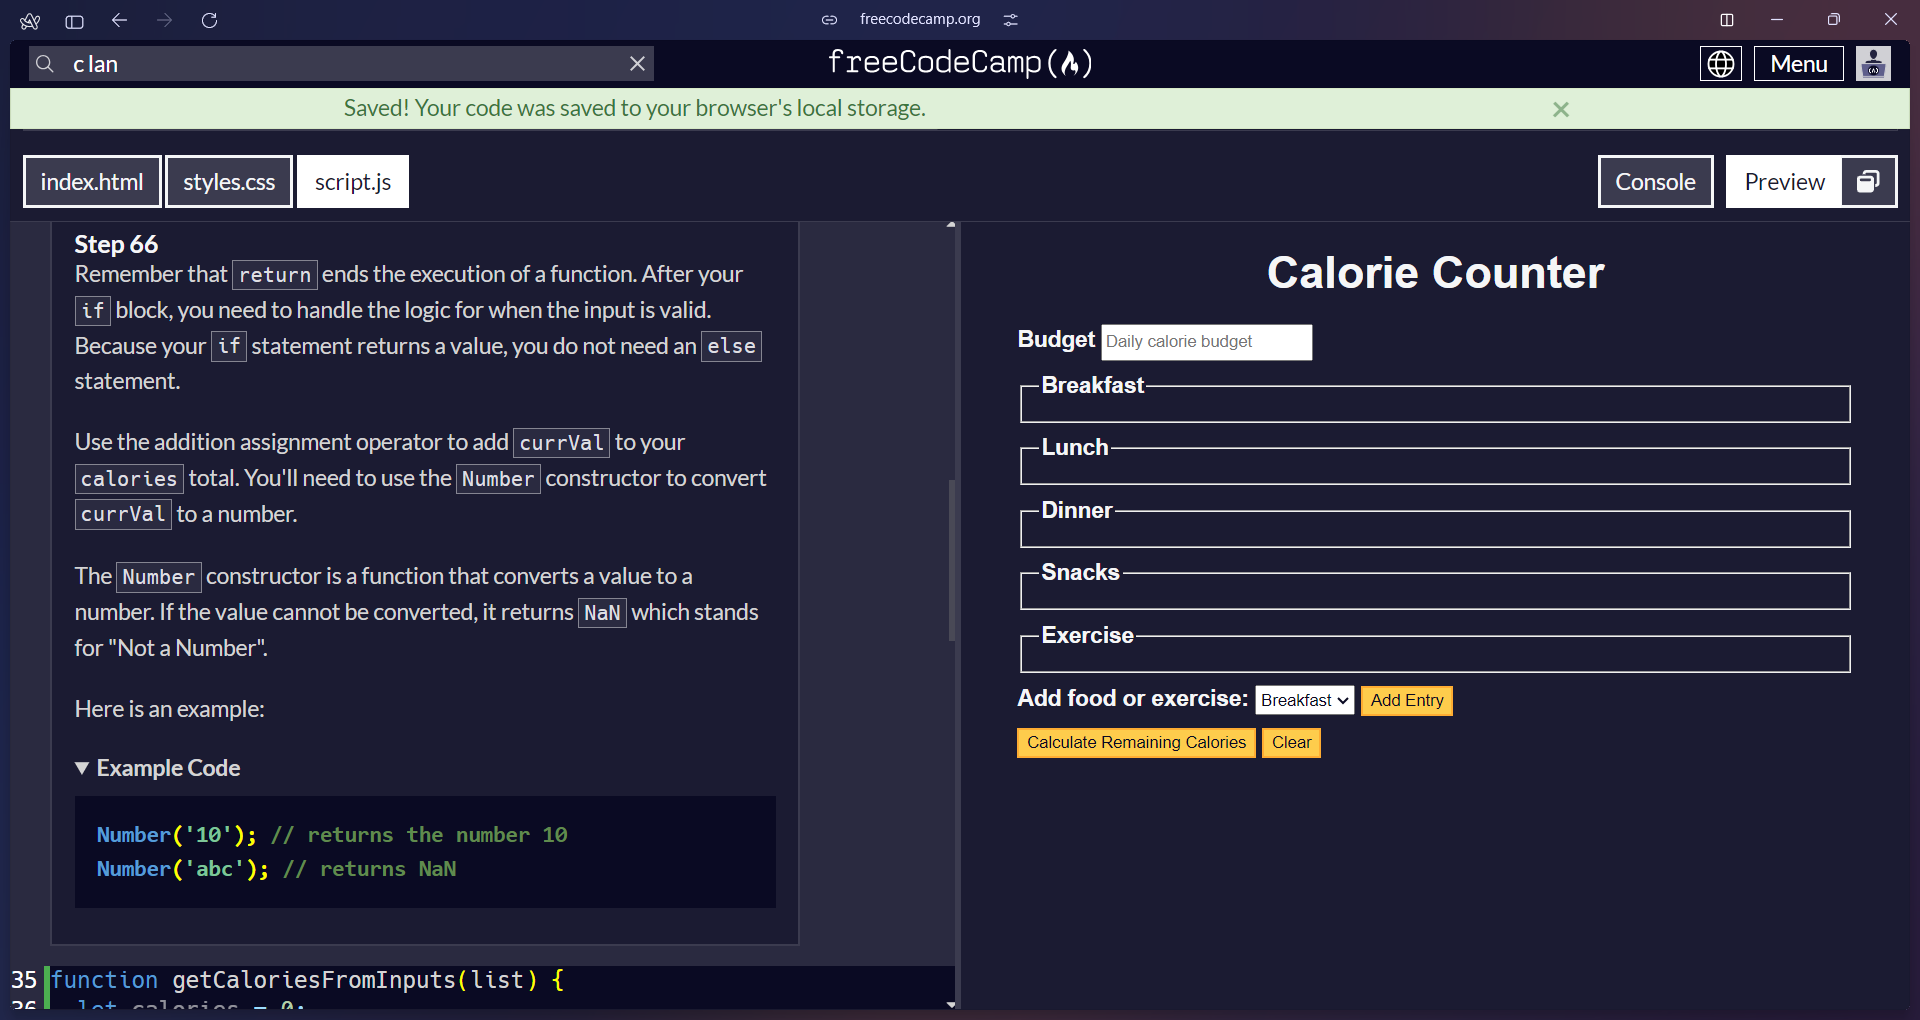 freecodecamp.org
c lan
freeCodeCamp
Menu
Saved! Your code was saved to your browser's local storage.
index.html
styles.css
script.js
Console
Preview
Step 66
Remember that return ends the execution of a function. After your
if block, you need to handle the logic for when the input is valid.
Because your if statement returns a value, you do not need an else
statement.
Use the addition assignment operator to add currVal to your
calories total. You'll need to use the Number constructor to convert
currVal to a number.
The Number constructor is a function that converts a value to a
number. If the value cannot be converted, it returns NaN which stands
for "Not a Number".
Here is an example:
Example Code
Number('10'); // returns the number 10
Number('abc'); // returns NaN
35 function getCaloriesFromInputs(list) {
36 let calories = 0;
Calorie Counter
Budget Daily calorie budget
Breakfast
Lunch
Dinner
Snacks
Exercise
Add food or exercise: Breakfast Add Entry
Calculate Remaining Calories Clear